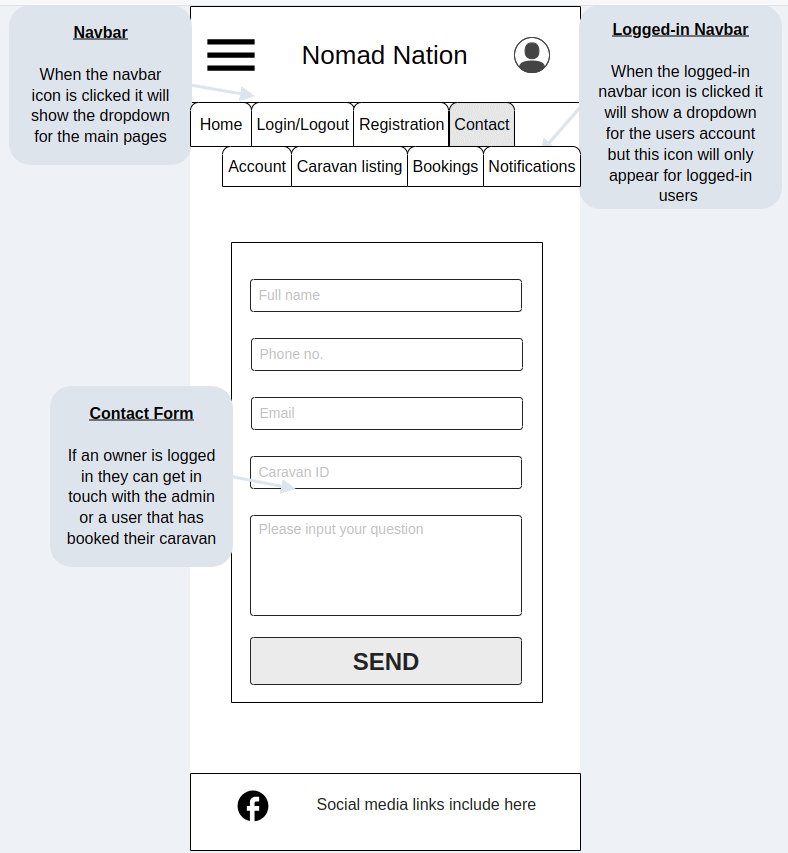 Navbar
When the navbar
icon is clicked it will
show the dropdown
for the main pages
Nomad Nation
Logged-in Navbar
When the logged-in
navbar icon is clicked it
will show a dropdown
for the users account
but this icon will only
appear for logged-in
users
Home Login/Logout Registration Contact
Account Caravan listing Bookings Notifications
Full name
Phone no.
Email
Contact Form
If an owner is logged
in they can get in
touch with the admin
or a user that has
booked their caravan
Caravan ID
Please input your question
SEND
Social media links include here